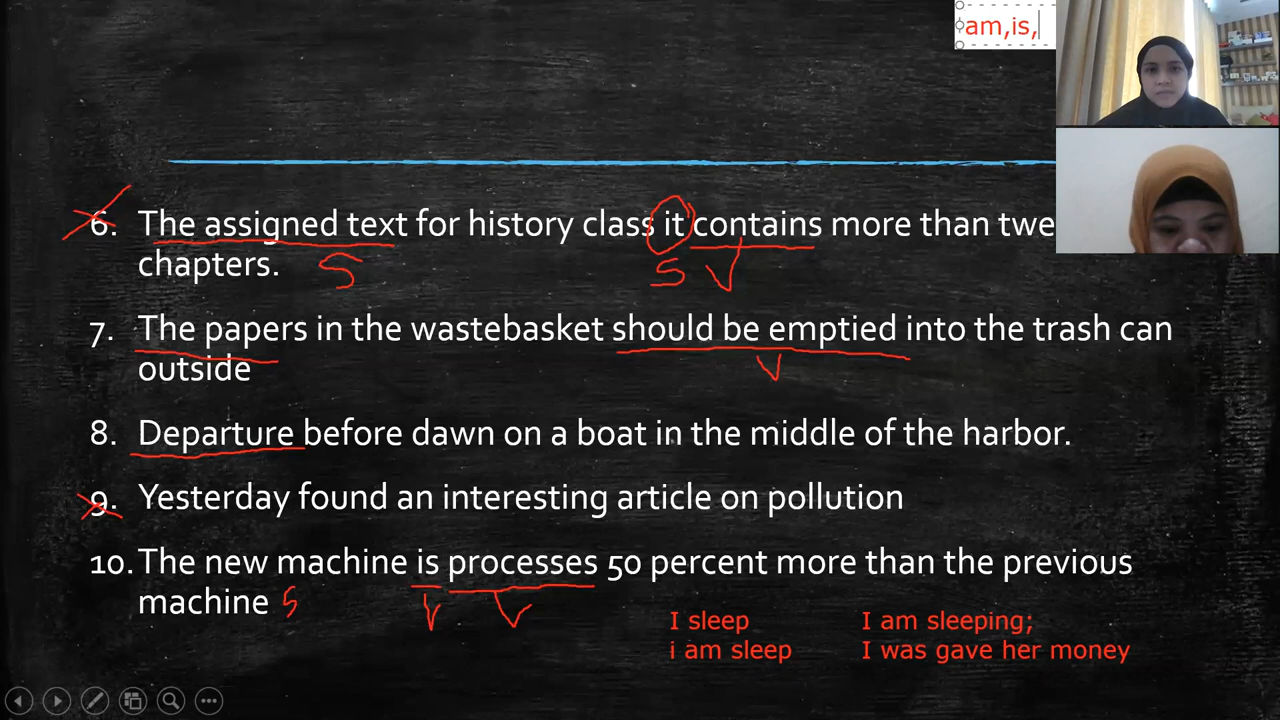 am,is,
6. The assigned text for history class it contains more than twe
S S V
chapters.
7. The papers in the wastebasket should be emptied into the trash can
V
outside
8. Departure before dawn on a boat in the middle of the harbor.
9. Yesterday found an interesting article on pollution
10. The new machine is processes 50 percent more than the previous
machine S
V V
I sleep I am sleeping;
i am sleep I was gave her money